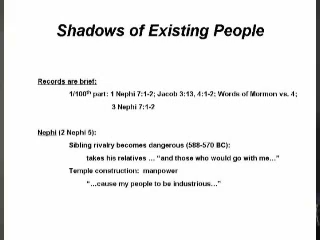 Shadows of Existing People
Records are brief:
1/100th part: 1 Nephi 7:1-2; Jacob 3:13, 4:1-2; Words of Mormon vs. 4;
3 Nephi 7:1-2
Nephi (2 Nephi 5):
Sibling rivalry becomes dangerous (588-570 BC):
takes his relatives … “and those who would go with me…”
Temple construction: manpower
“…cause my people to be industrious…”